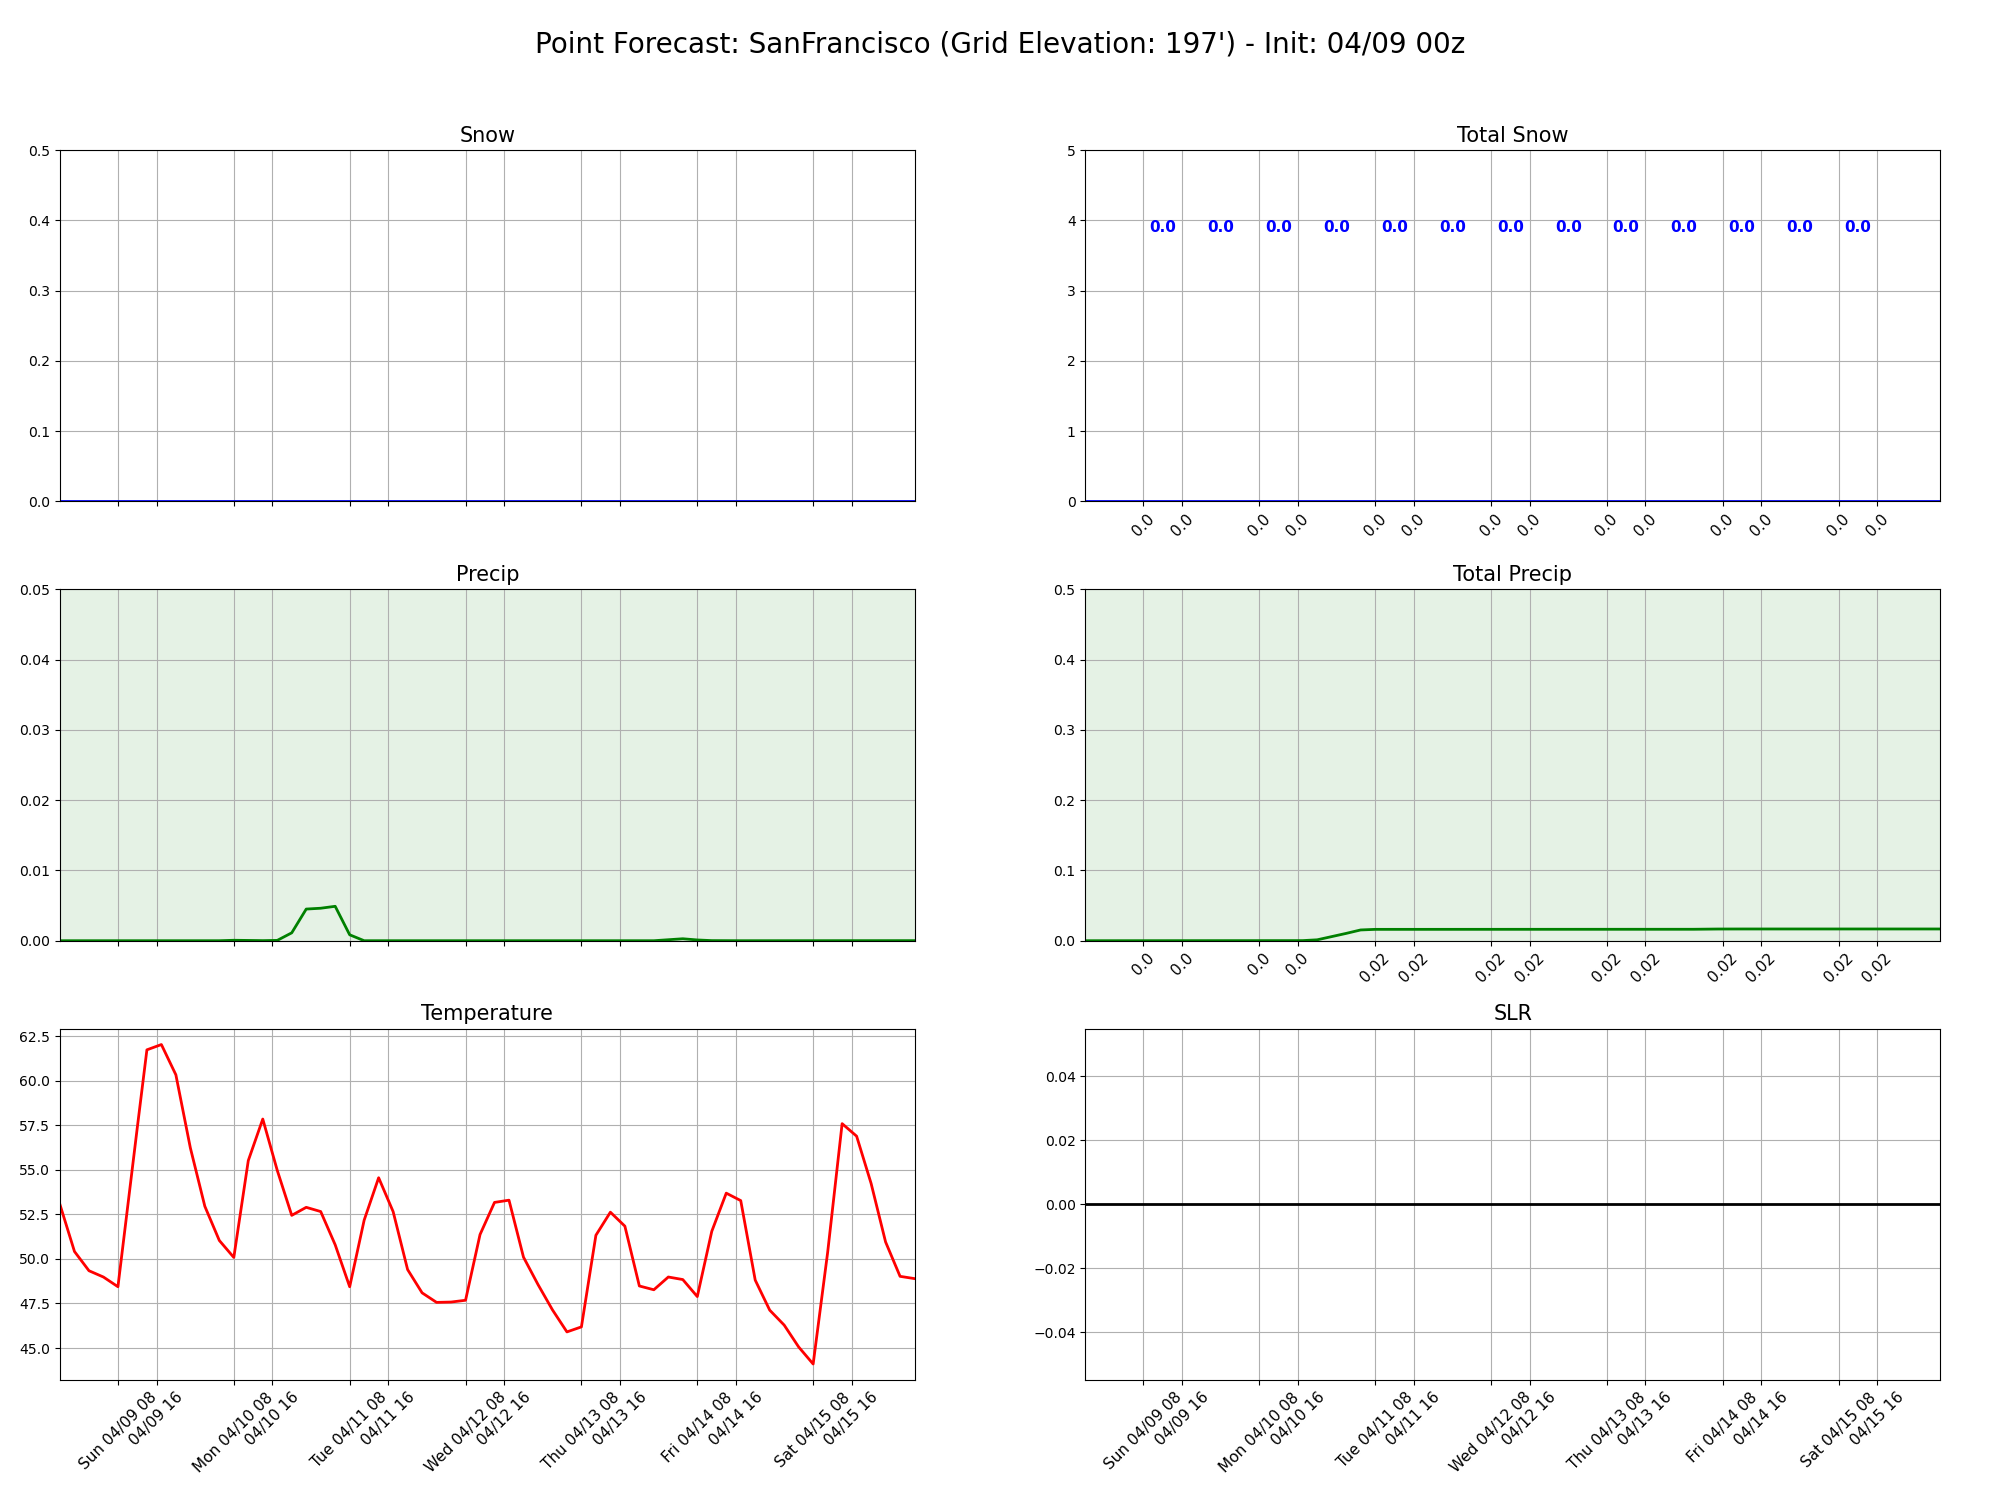 Point Forecast: SanFrancisco (Grid Elevation: 197') - Init: 04/09 00z
Snow
0.5
0.4
0.3
0.2
0.1
0.0
Total Snow
5
4
3
2
1
0
0.0 0.0 0.0 0.0 0.0 0.0 0.0 0.0 0.0 0.0 0.0 0.0 0.0
0.0 0.0 0.0 0.0 0.0 0.0 0.0 0.0 0.0 0.0 0.0 0.0 0.0 0.0
Precip
0.05
0.04
0.03
0.02
0.01
0.00
Total Precip
0.5
0.4
0.3
0.2
0.1
0.0
0.0 0.0 0.0 0.0 0.02 0.02 0.02 0.02 0.02 0.02 0.02 0.02 0.02 0.02
Temperature
62.5
60.0
57.5
55.0
52.5
50.0
47.5
45.0
Sun 04/09 08
04/09 16
Mon 04/10 08
04/10 16
Tue 04/11 08
04/11 16
Wed 04/12 08
04/12 16
Thu 04/13 08
04/13 16
Fri 04/14 08
04/14 16
Sat 04/15 08
04/15 16
SLR
0.04
0.02
0.00
−0.02
−0.04
Sun 04/09 08
04/09 16
Mon 04/10 08
04/10 16
Tue 04/11 08
04/11 16
Wed 04/12 08
04/12 16
Thu 04/13 08
04/13 16
Fri 04/14 08
04/14 16
Sat 04/15 08
04/15 16